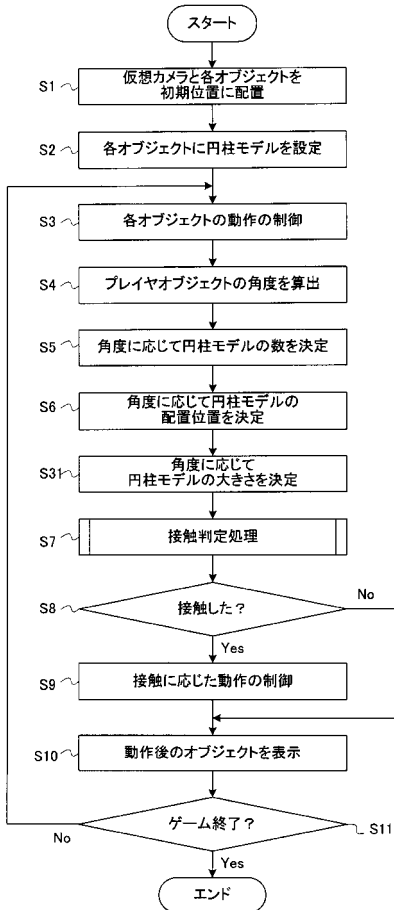 スタート
S1
仮想カメラと各オブジェクトを
初期位置に配置
S2
各オブジェクトに円柱モデルを設定
S3
各オブジェクトの動作の制御
S4
プレイヤオブジェクトの角度を算出
S5
角度に応じて円柱モデルの数を決定
S6
角度に応じて円柱モデルの
配置位置を決定
S31
角度に応じて
円柱モデルの大きさを決定
S7
接触判定処理
S8
接触した？
No
Yes
S9
接触に応じた動作の制御
S10
動作後のオブジェクトを表示
ゲーム終了？
S11
No
Yes
エンド